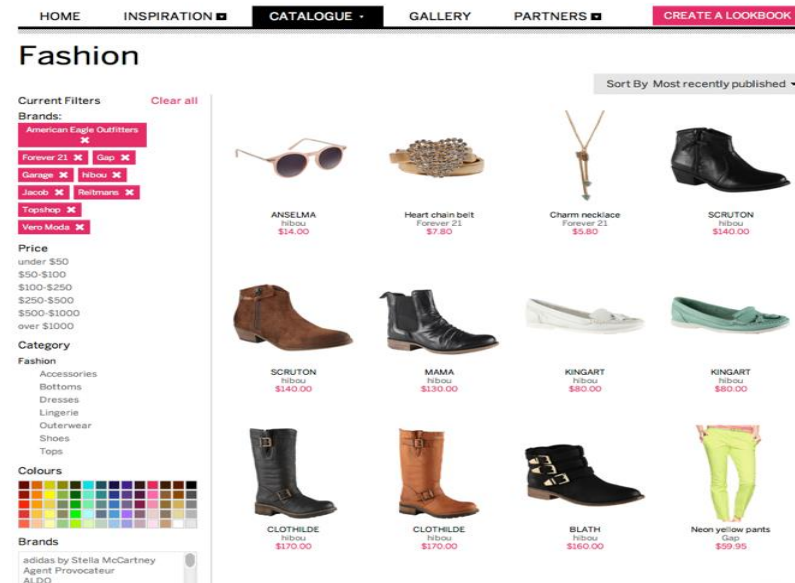 HOME INSPIRATION CATALOGUE GALLERY PARTNERS CREATE A LOOKBOOK
Fashion
Sort By Most recently published
Current Filters Clear all
Brands:
American Eagle Outfitters
Forever 21 Gap
Garage hibou
Jacob Reitmans
Topshop
Vero Moda
Price
under $50
$50-$100
$100-$250
$250-$500
$500-$1000
over $1000
Category
Fashion
Accessories
Bottoms
Dresses
Lingerie
Outerwear
Shoes
Tops
Colours
Brands
adidas by Stella McCartney
Agent Provocateur
ALDO
ANSELMA
hibou
$14.00
Heart chain belt
Forever 21
$7.80
Charm necklace
Forever 21
$5.80
SCRUTON
hibou
$140.00
SCRUTON
hibou
$140.00
MAMA
hibou
$130.00
KINGART
hibou
$80.00
KINGART
hibou
$80.00
CLOTHILDE
hibou
$170.00
CLOTHILDE
hibou
$170.00
BLATH
hibou
$160.00
Neon yellow pants
Gap
$59.95